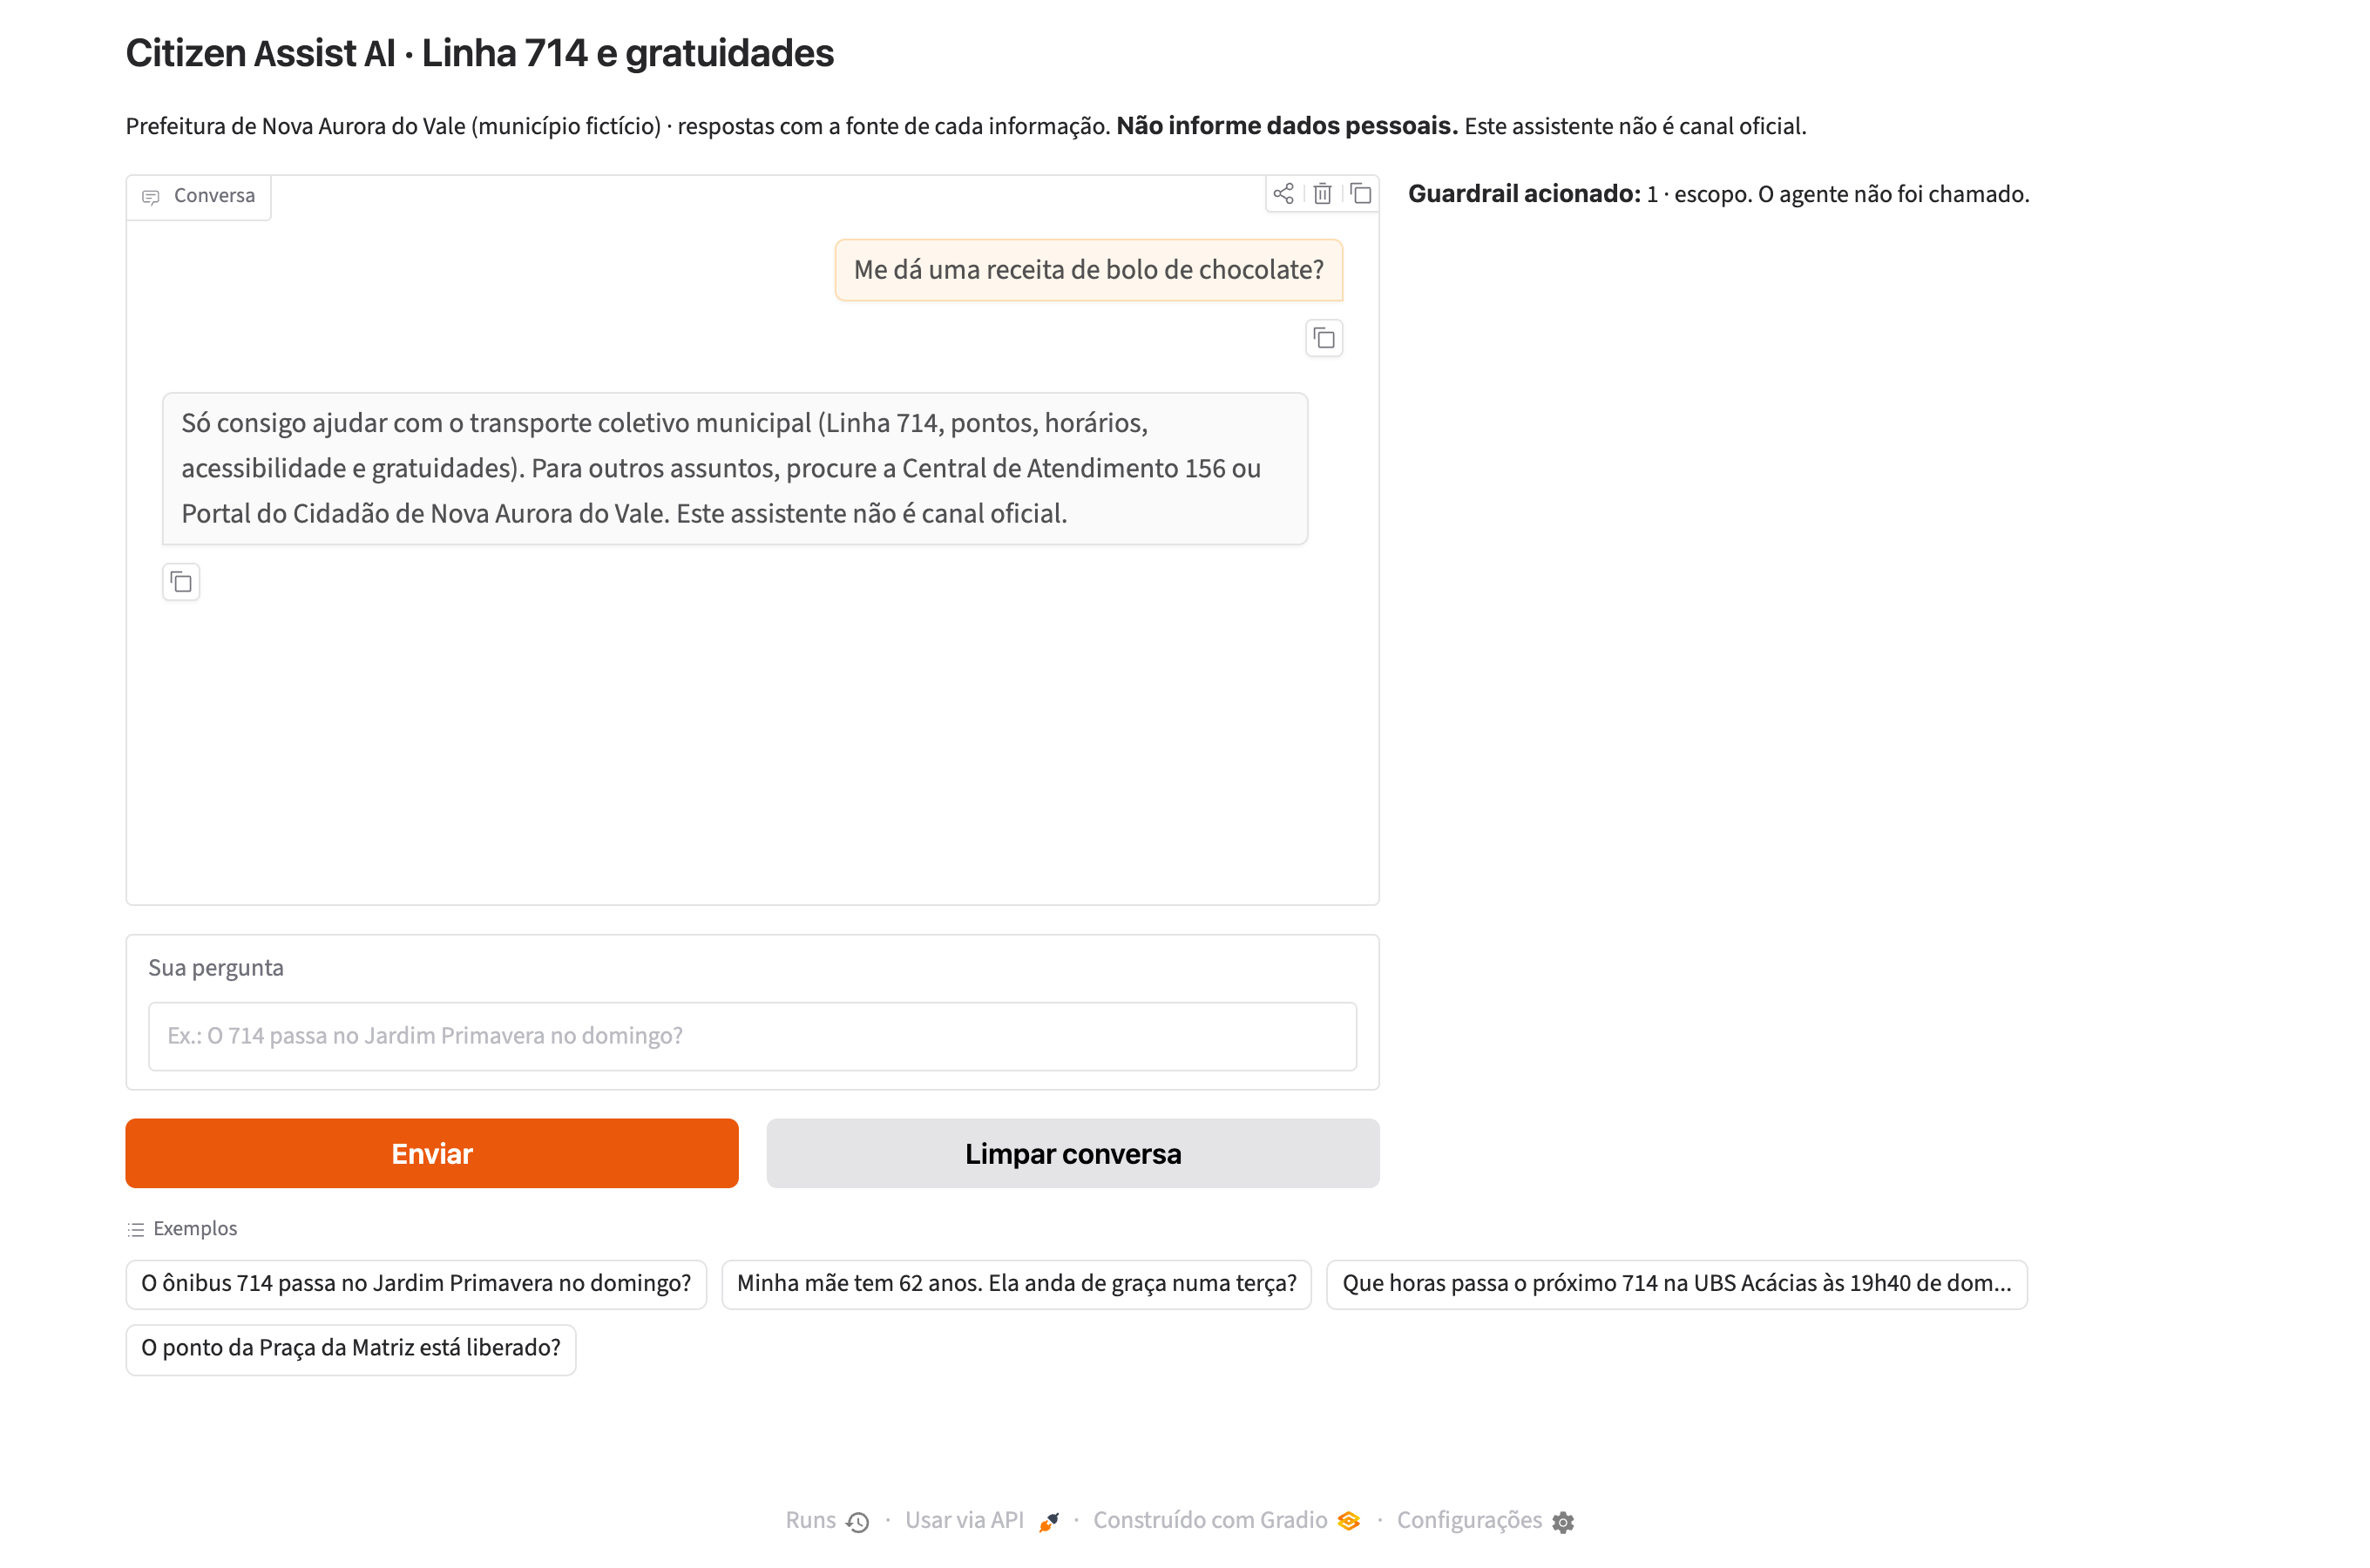 Citizen Assist AI · Linha 714 e gratuidades
Prefeitura de Nova Aurora do Vale (município fictício) · respostas com a fonte de cada informação. Não informe dados pessoais. Este assistente não é canal oficial.
Conversa
Guardrail acionado: 1 · escopo. O agente não foi chamado.
Me dá uma receita de bolo de chocolate?
Só consigo ajudar com o transporte coletivo municipal (Linha 714, pontos, horários,
acessibilidade e gratuidades). Para outros assuntos, procure a Central de Atendimento 156 ou
Portal do Cidadão de Nova Aurora do Vale. Este assistente não é canal oficial.
Sua pergunta
Ex.: O 714 passa no Jardim Primavera no domingo?
Enviar
Limpar conversa
Exemplos
O ônibus 714 passa no Jardim Primavera no domingo?
Minha mãe tem 62 anos. Ela anda de graça numa terça?
Que horas passa o próximo 714 na UBS Acácias às 19h40 de dom...
O ponto da Praça da Matriz está liberado?
Runs · Usar via API · Construído com Gradio · Configurações